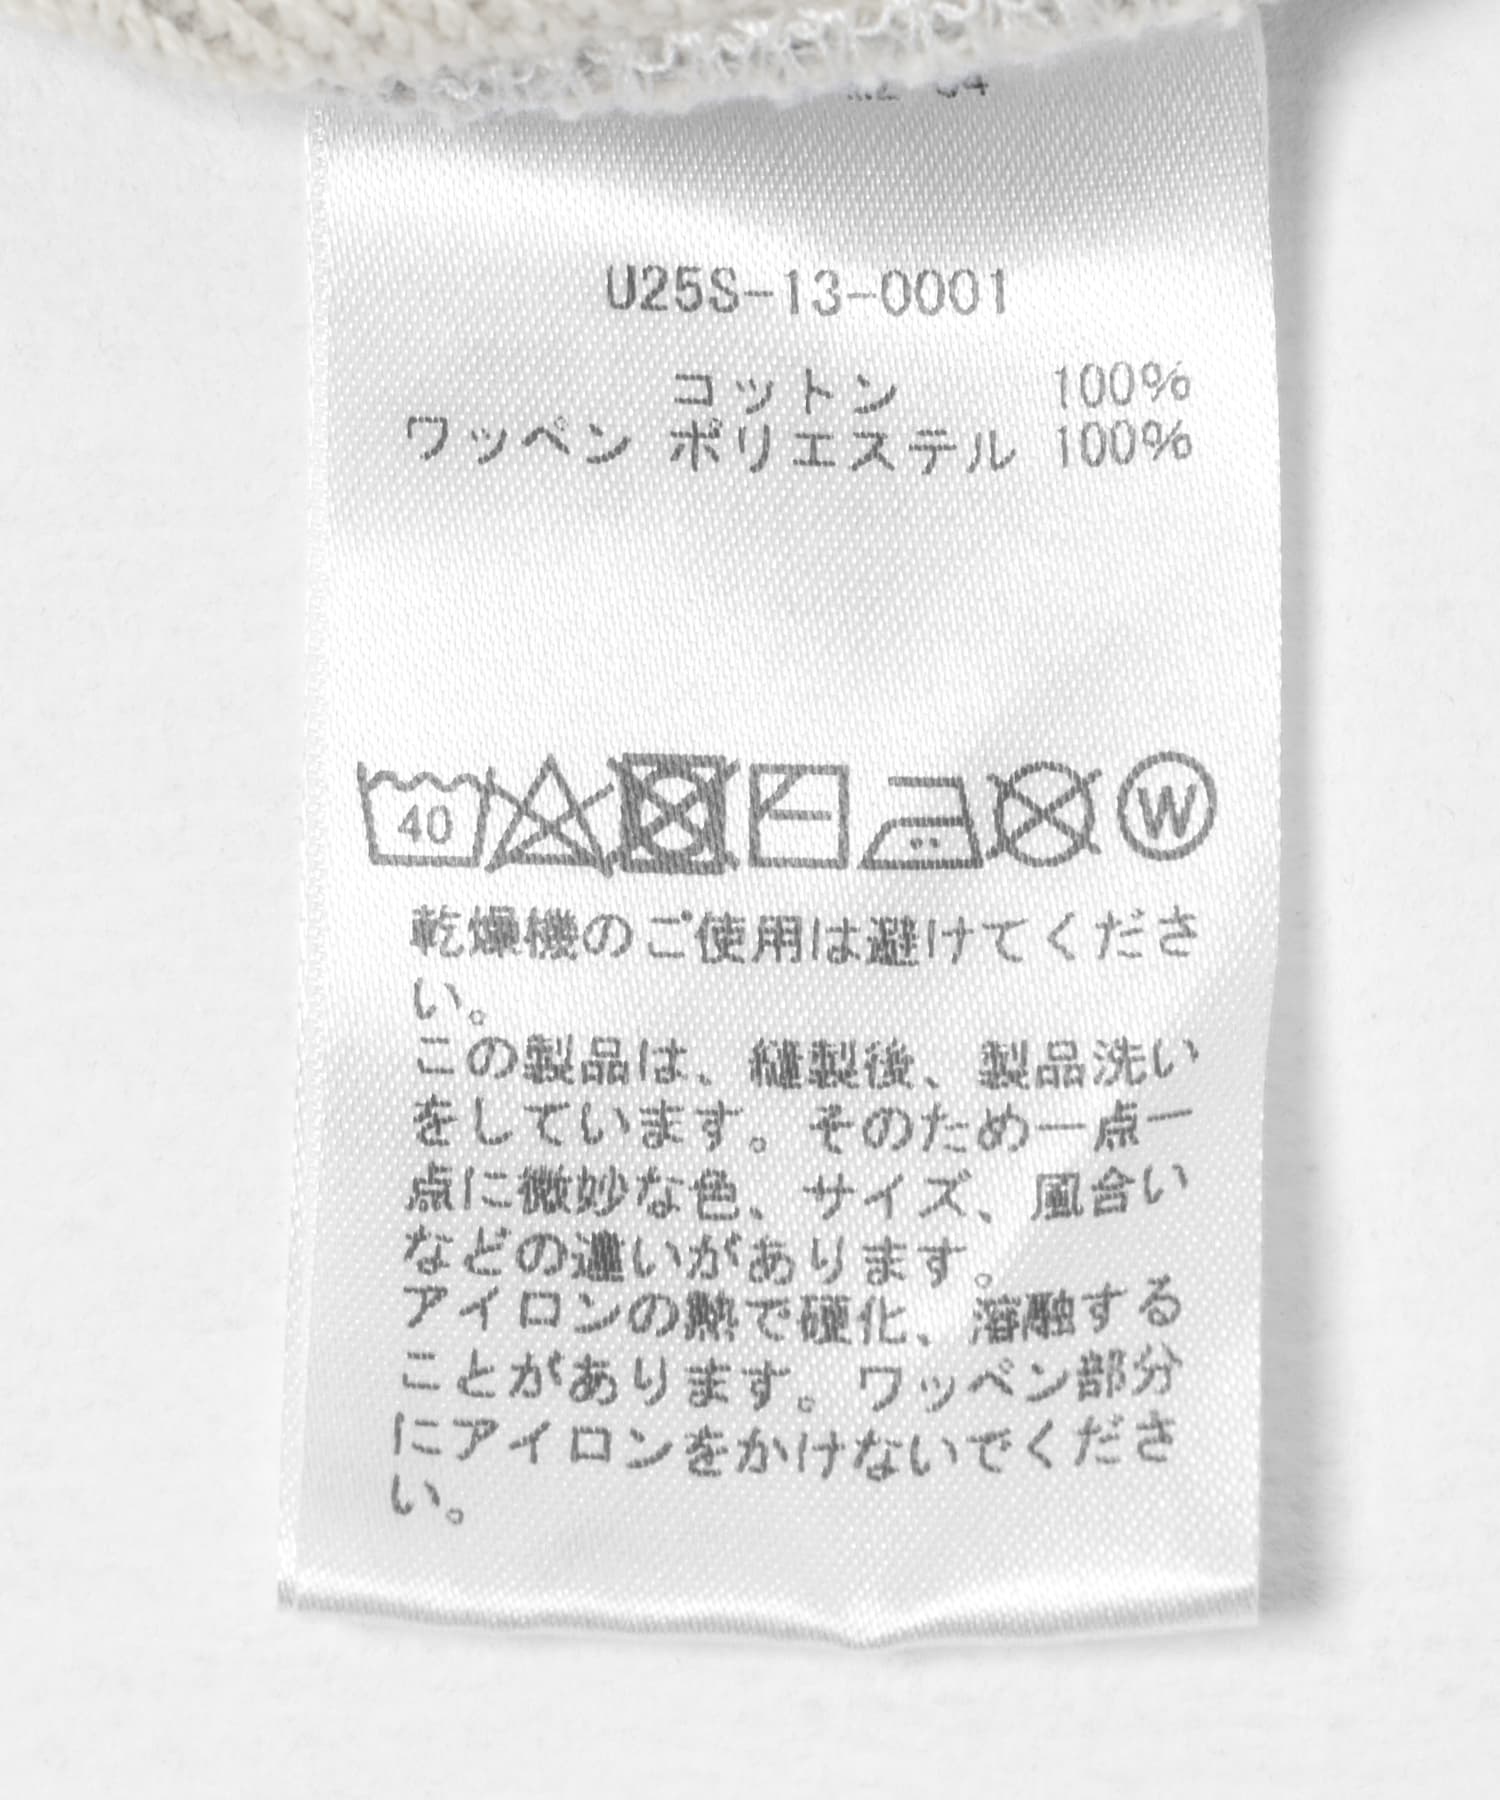 U25S-13-0001
コットン 100%
ワッペン ポリエステル 100%
40 W
乾燥機のご使用は避けてくださ
い。
この製品は、縫製後、製品洗い
をしています。そのため一点一
点に微妙な色、サイズ、風合い
などの違いがあります。
アイロンの熱で硬化、溶融する
ことがあります。ワッペン部分
にアイロンをかけないでくださ
い。